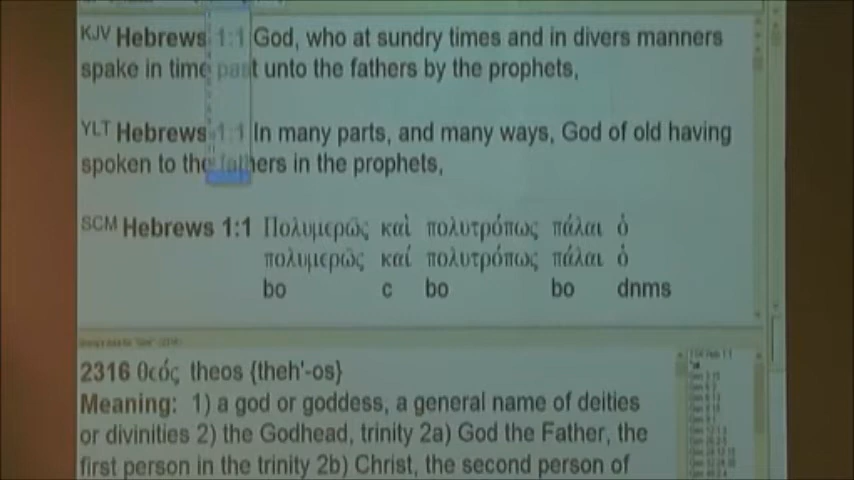 KJV Hebrews 1:1 God, who at sundry times and in divers manners
spake in time past unto the fathers by the prophets,
YLT Hebrews 1:1 In many parts, and many ways, God of old having
spoken to the fathers in the prophets,
SCM Hebrews 1:1 Πολυμερῶς καὶ πολυτρόπως πάλαι ὁ
πολυμερῶς καί πολυτρόπως πάλαι ὁ
bo c bo bo dnms
2316 θεός theos {theh'-os}
Meaning: 1) a god or goddess, a general name of deities
or divinities 2) the Godhead, trinity 2a) God the Father, the
first person in the trinity 2b) Christ, the second person of